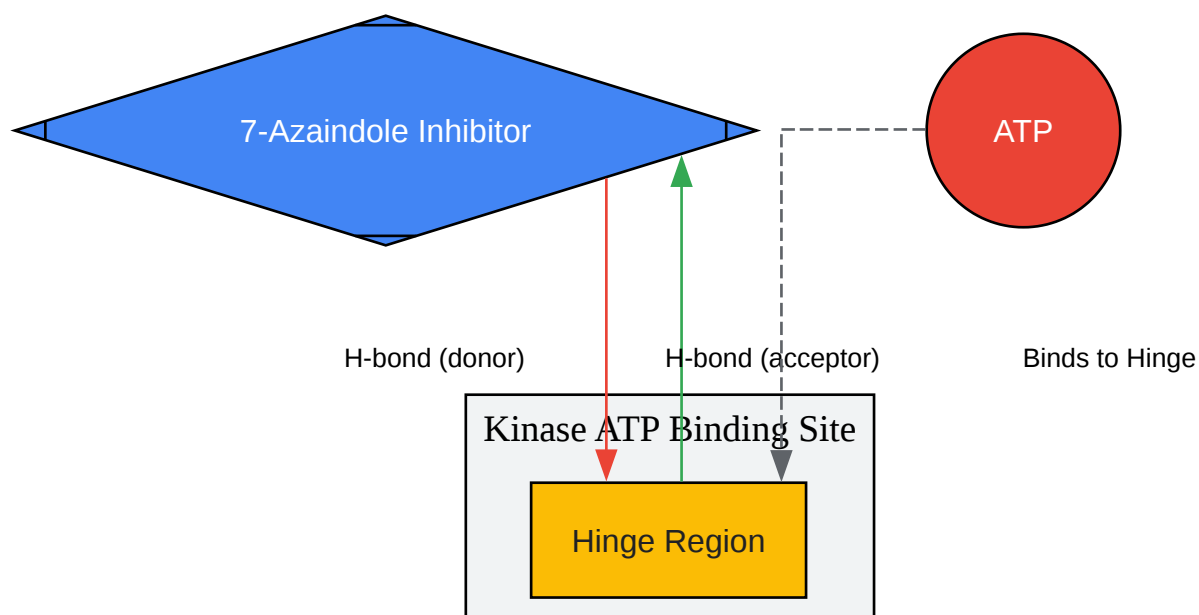 7-Azaindole Inhibitor
ATP
H-bond (donor)
H-bond (acceptor)
Binds to Hinge
Kinase ATP Binding Site
Hinge Region